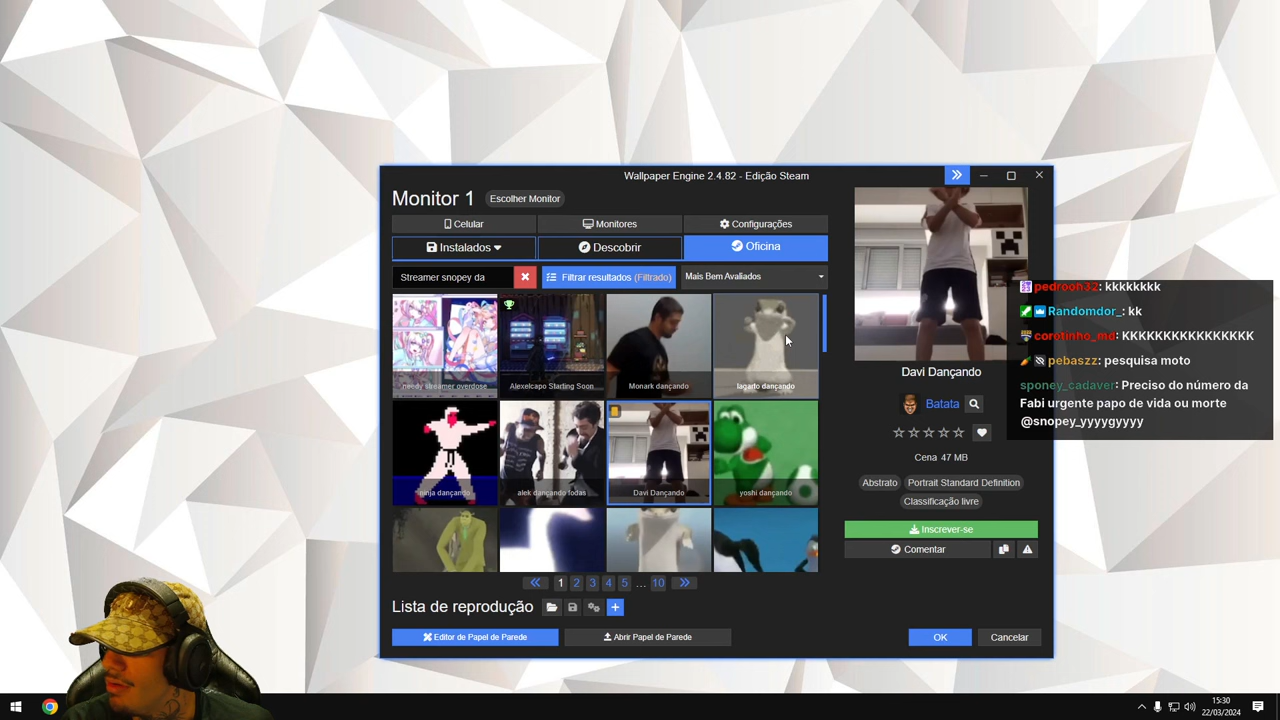 Wallpaper Engine 2.4.82 - Edição Steam
Monitor 1
Escolher Monitor
Celular
Monitores
Configurações
Instalados
Descobrir
Oficina
Streamer snopey da
Filtrar resultados (Filtrado)
Mais Bem Avaliados
needy streamer overdose
Alexelcapo Starting Soon
Monark dançando
lagarto dançando
ninja dançando
alek dançando fodas
Davi Dançando
yoshi dançando
« 1 2 3 4 5 ... 10 »
Lista de reprodução
Editor de Papel de Parede
Abrir Papel de Parede
Davi Dançando
Batata
Cena 47 MB
Abstrato
Portrait Standard Definition
Classificação livre
Inscrever-se
Comentar
OK
Cancelar
pedrooh32: kkkkkkkk
Randomdor_: kk
corotinho_md: KKKKKKKKKKKKKKKK
pebaszz: pesquisa moto
sponey_cadaver: Preciso do número da
Fabi urgente papo de vida ou morte
@snopey_yyyygyyyy
15:30
22/03/2024